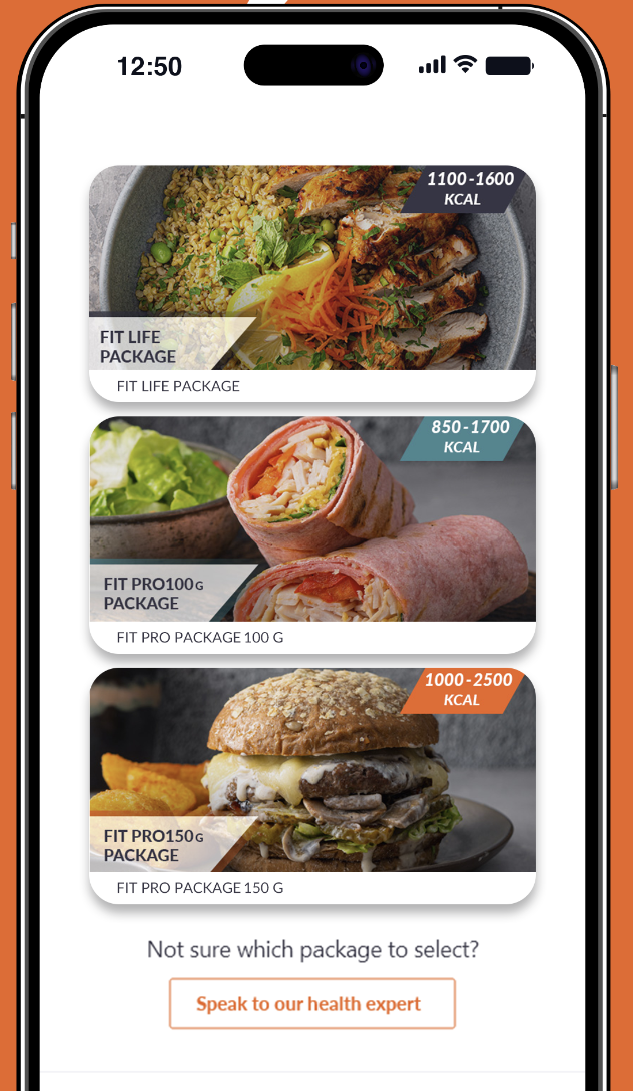 12:50
1100-1600
KCAL
FIT LIFE
PACKAGE
FIT LIFE PACKAGE
850-1700
KCAL
FIT PRO100G
PACKAGE
FIT PRO PACKAGE 100 G
1000-2500
KCAL
FIT PRO150G
PACKAGE
FIT PRO PACKAGE 150 G
Not sure which package to select?
Speak to our health expert